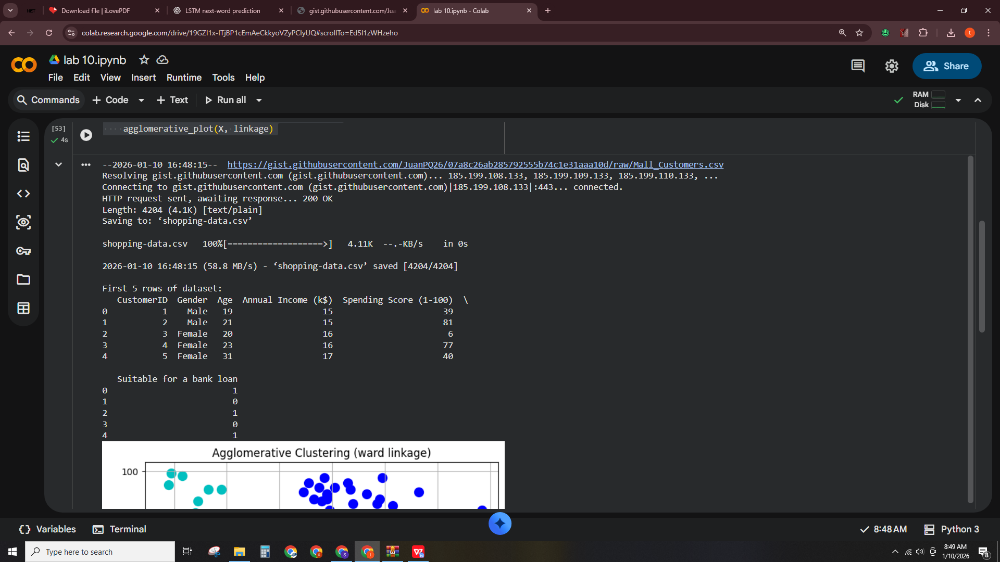 NIST
Download file | iLovePDF
LSTM next-word prediction
gist.githubusercontent.com/Jua
lab 10.ipynb - Colab
colab.research.google.com/drive/19GZl1x-ITjBP1cEmAeCkkyoVZyPClyUQ#scrollTo=Ed5I1zWHzeho
t
lab 10.ipynb
File Edit View Insert Runtime Tools Help
Share
Commands + Code + Text Run all
RAM
Disk
[53]
4s
agglomerative_plot(X, linkage)
--2026-01-10 16:48:15-- https://gist.githubusercontent.com/JuanPQ26/07a8c26ab285792555b74c1e31aaa10d/raw/Mall_Customers.csv
Resolving gist.githubusercontent.com (gist.githubusercontent.com)... 185.199.108.133, 185.199.109.133, 185.199.110.133, ...
Connecting to gist.githubusercontent.com (gist.githubusercontent.com)|185.199.108.133|:443... connected.
HTTP request sent, awaiting response... 200 OK
Length: 4204 (4.1K) [text/plain]
Saving to: ‘shopping-data.csv’
shopping-data.csv 100%[===================>] 4.11K --.-KB/s in 0s
2026-01-10 16:48:15 (58.8 MB/s) - ‘shopping-data.csv’ saved [4204/4204]
First 5 rows of dataset:
CustomerID Gender Age Annual Income (k$) Spending Score (1-100) \
0 1 Male 19 15 39
1 2 Male 21 15 81
2 3 Female 20 16 6
3 4 Female 23 16 77
4 5 Female 31 17 40
Suitable for a bank loan
0 1
1 0
2 1
3 0
4 1
Agglomerative Clustering (ward linkage)
100
Variables Terminal
8:48 AM Python 3
Type here to search
8:49 AM
1/10/2026
8